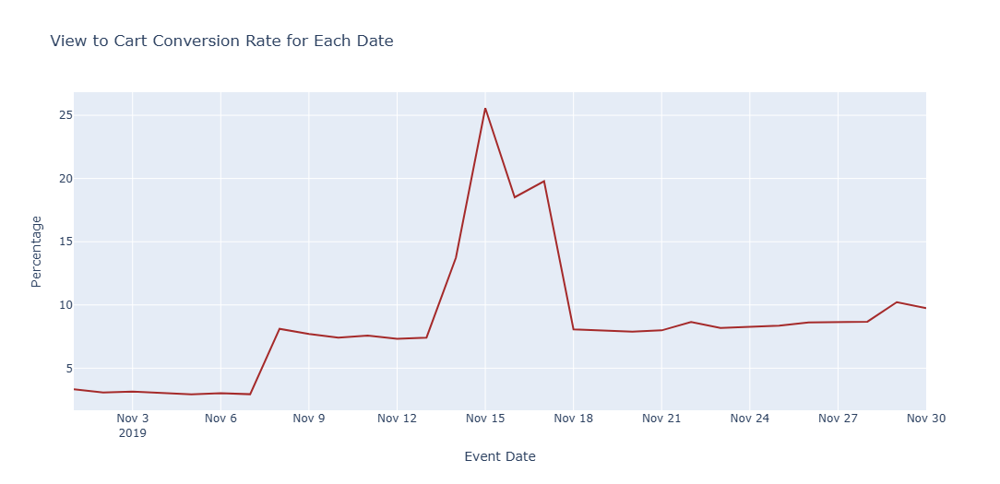 View to Cart Conversion Rate for Each Date
25
20
15
10
5
Percentage
Nov 3 Nov 6 Nov 9 Nov 12 Nov 15 Nov 18 Nov 21 Nov 24 Nov 27 Nov 30
2019
Event Date